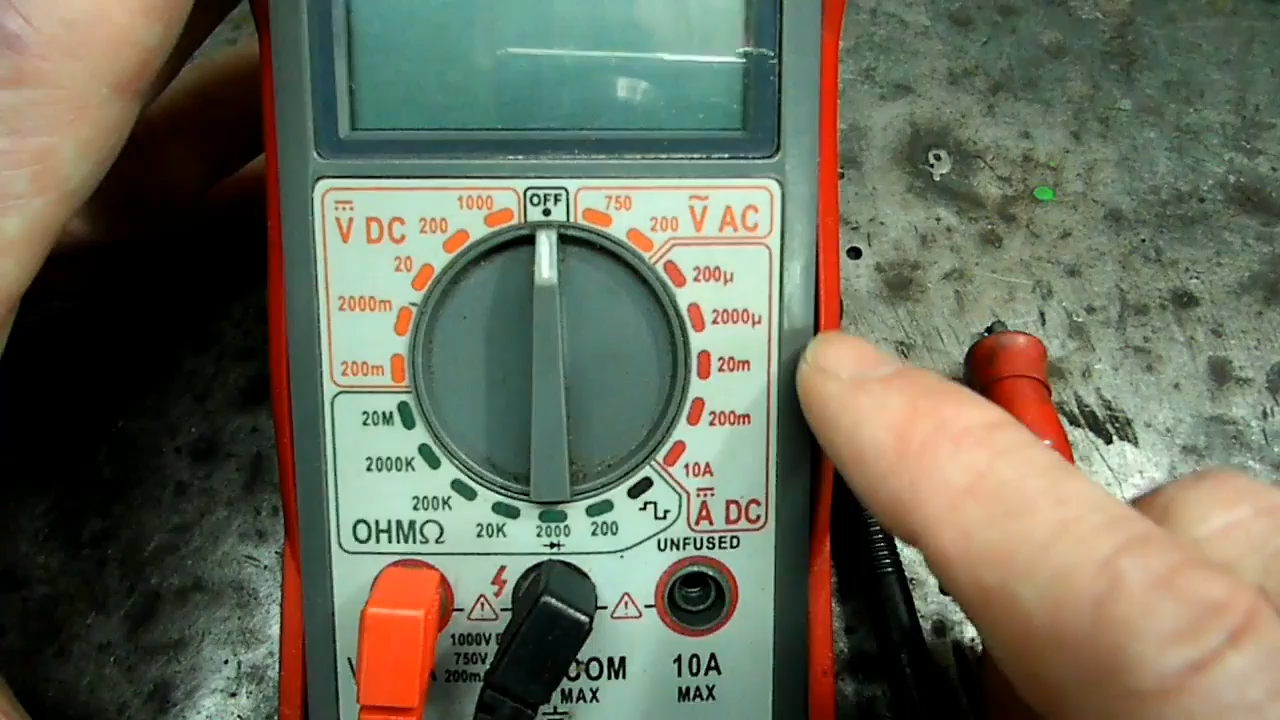 OFF
V DC
1000
200
20
2000m
200m
750
200
V AC
200µ
2000µ
20m
200m
10A
A DC
20M
2000K
200K
20K
2000
200
OHMΩ
UNFUSED
1000V
750V
200m
COM
MAX
10A
MAX